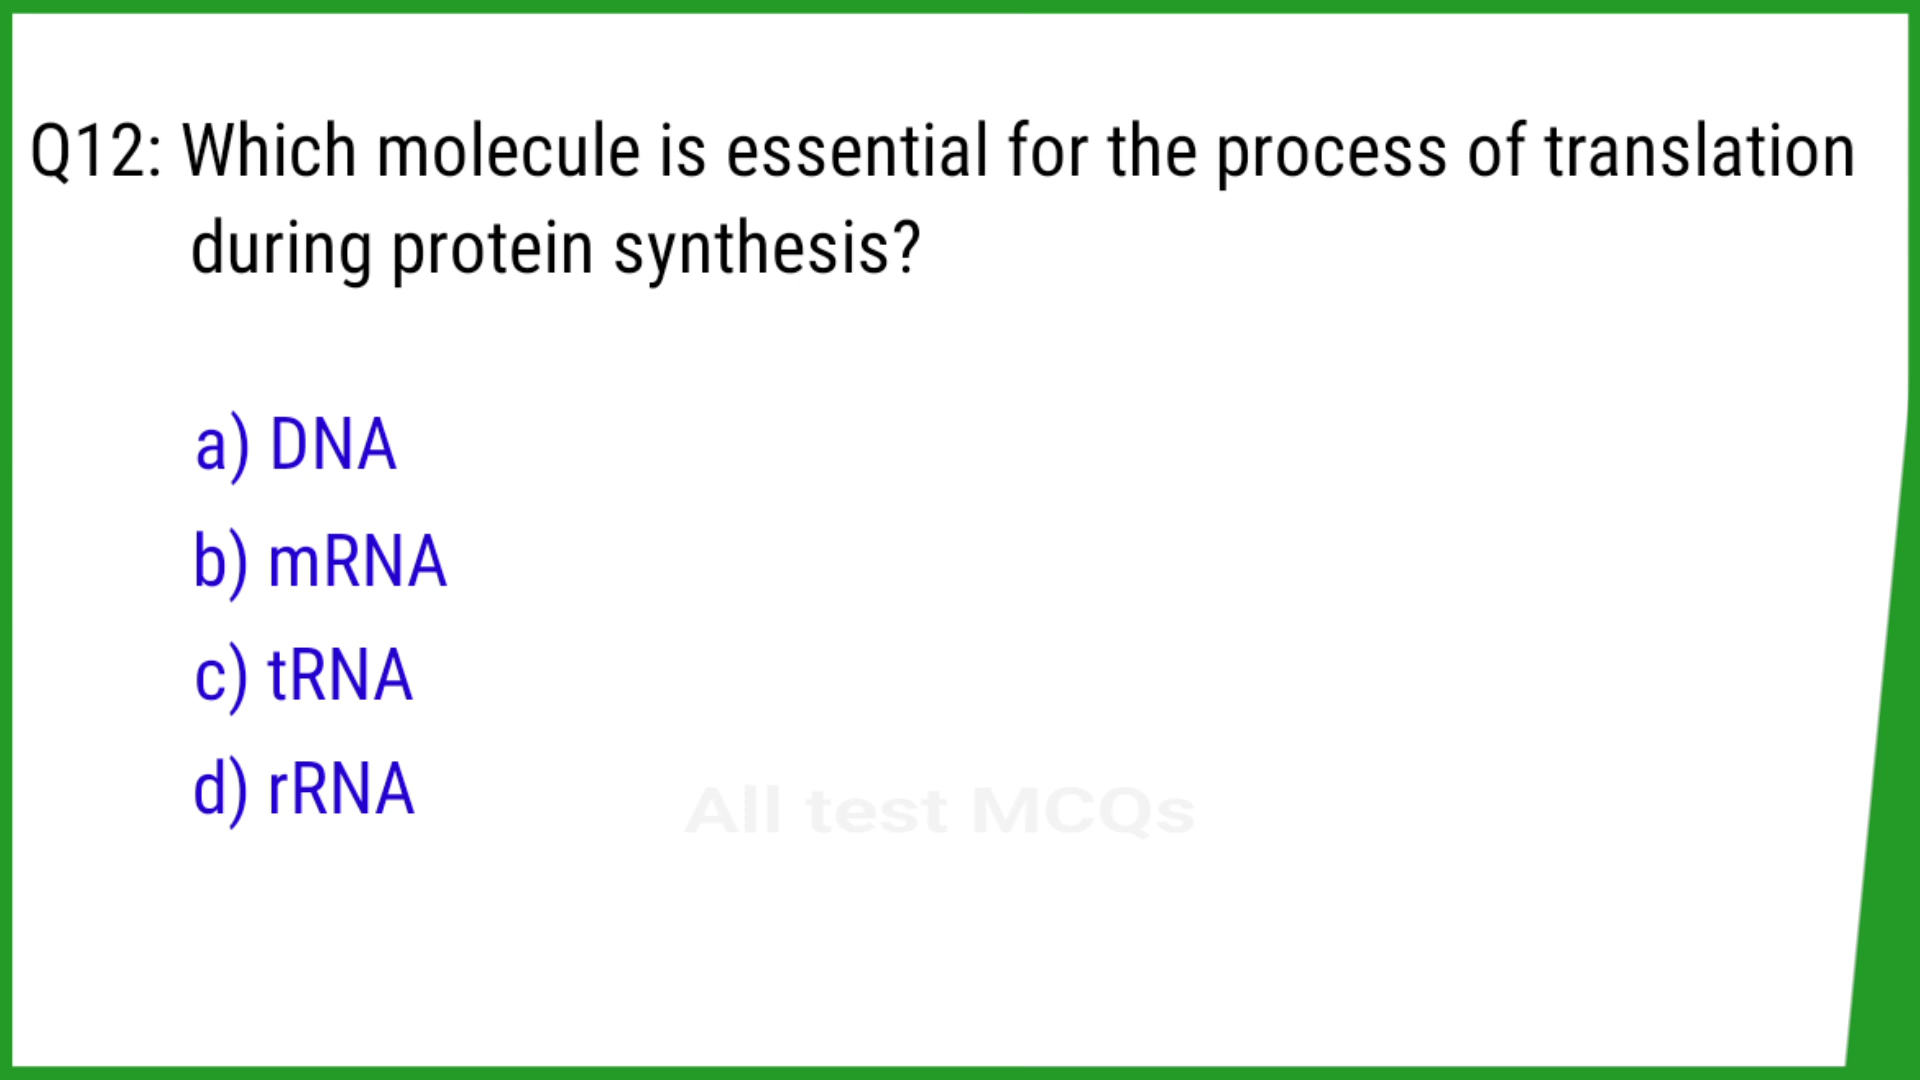 Q12: Which molecule is essential for the process of translation
during protein synthesis?
a) DNA
b) mRNA
c) tRNA
d) rRNA
All test MCQs